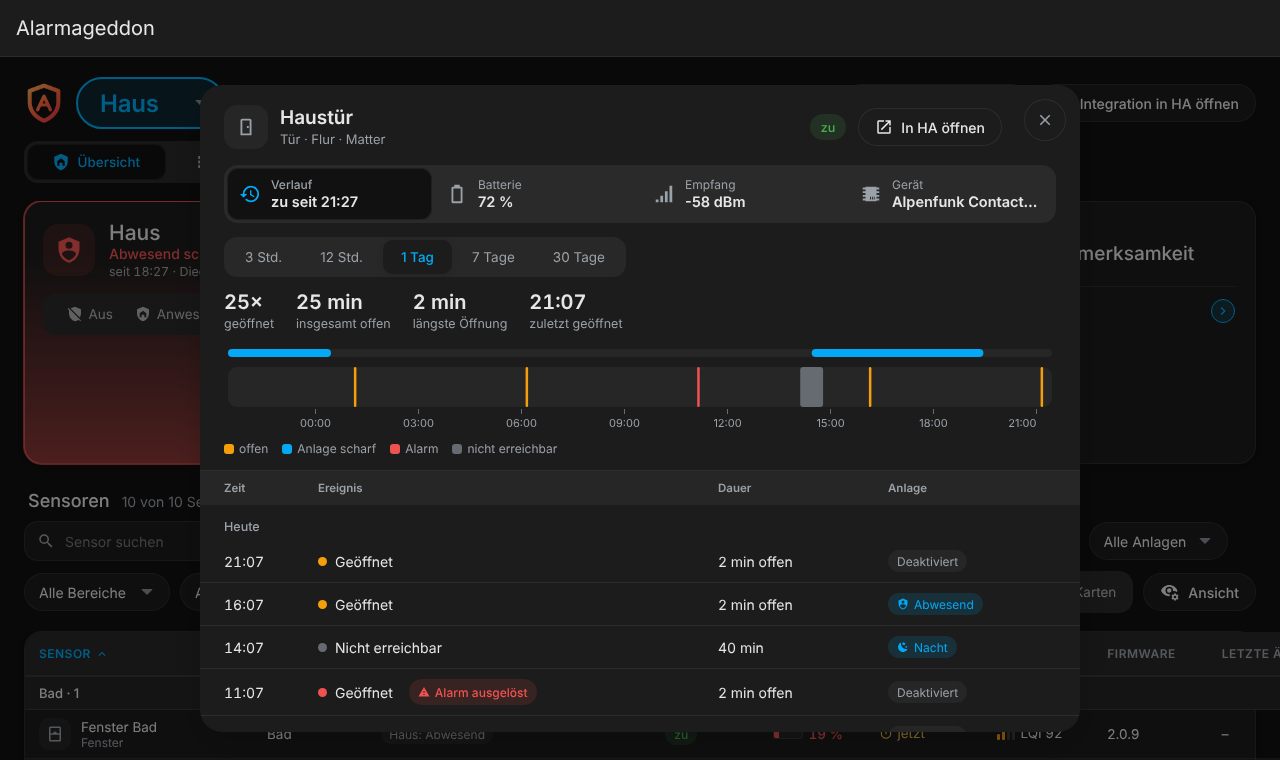 Alarmageddon
Haus
Integration in HA öffnen
Übersicht
Haus
Abwesend sc
seit 18:27 · Die
Aus
Anwes
merksamkeit
Haustür
Tür · Flur · Matter
zu
In HA öffnen
Verlauf
zu seit 21:27
Batterie
72 %
Empfang
-58 dBm
Gerät
Alpenfunk Contact...
3 Std.
12 Std.
1 Tag
7 Tage
30 Tage
25×
geöffnet
25 min
insgesamt offen
2 min
längste Öffnung
21:07
zuletzt geöffnet
00:00 03:00 06:00 09:00 12:00 15:00 18:00 21:00
offen Anlage scharf Alarm nicht erreichbar
Zeit Ereignis Dauer Anlage
Heute
21:07 Geöffnet 2 min offen Deaktiviert
16:07 Geöffnet 2 min offen Abwesend
14:07 Nicht erreichbar 40 min Nacht
11:07 Geöffnet Alarm ausgelöst 2 min offen Deaktiviert
Sensoren 10 von 10 Se
Sensor suchen
Alle Anlagen
Alle Bereiche
A
Karten
Ansicht
SENSOR FIRMWARE LETZTE Ä
Bad · 1
Fenster Bad
Fenster
Bad Haus: Abwesend zu 19 % jetzt LQI 92 2.0.9 –